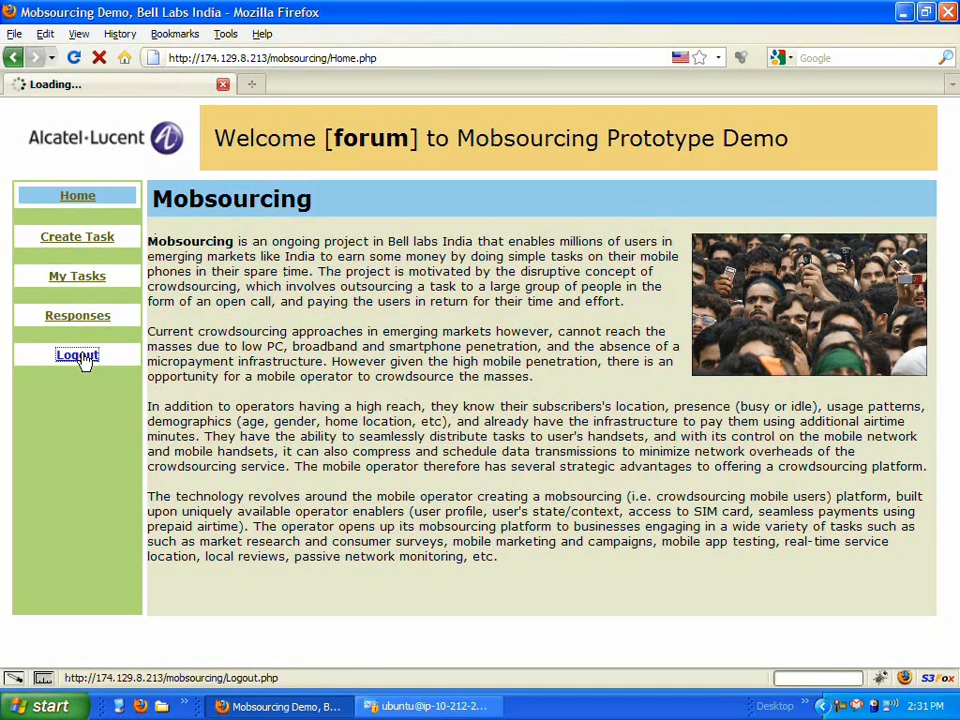 Mobsourcing Demo, Bell Labs India - Mozilla Firefox
File Edit View History Bookmarks Tools Help
http://174.129.8.213/mobsourcing/Home.php
Google
Loading...
Alcatel·Lucent
Welcome [forum] to Mobsourcing Prototype Demo
Home
Create Task
My Tasks
Responses
Logout
Mobsourcing
Mobsourcing is an ongoing project in Bell labs India that enables millions of users in
emerging markets like India to earn some money by doing simple tasks on their mobile
phones in their spare time. The project is motivated by the disruptive concept of
crowdsourcing, which involves outsourcing a task to a large group of people in the
form of an open call, and paying the users in return for their time and effort.
Current crowdsourcing approaches in emerging markets however, cannot reach the
masses due to low PC, broadband and smartphone penetration, and the absence of a
micropayment infrastructure. However given the high mobile penetration, there is an
opportunity for a mobile operator to crowdsource the masses.
In addition to operators having a high reach, they know their subscribers's location, presence (busy or idle), usage patterns,
demographics (age, gender, home location, etc), and already have the infrastructure to pay them using additional airtime
minutes. They have the ability to seamlessly distribute tasks to user's handsets, and with its control on the mobile network
and mobile handsets, it can also compress and schedule data transmissions to minimize network overheads of the
crowdsourcing service. The mobile operator therefore has several strategic advantages to offering a crowdsourcing platform.
The technology revolves around the mobile operator creating a mobsourcing (i.e. crowdsourcing mobile users) platform, built
upon uniquely available operator enablers (user profile, user's state/context, access to SIM card, seamless payments using
prepaid airtime). The operator opens up its mobsourcing platform to businesses engaging in a wide variety of tasks such as
such as market research and consumer surveys, mobile marketing and campaigns, mobile app testing, real-time service
location, local reviews, passive network monitoring, etc.
http://174.129.8.213/mobsourcing/Logout.php
S3Fox
start
Mobsourcing Demo, B...
ubuntu@ip-10-212-2...
Desktop
2:31 PM